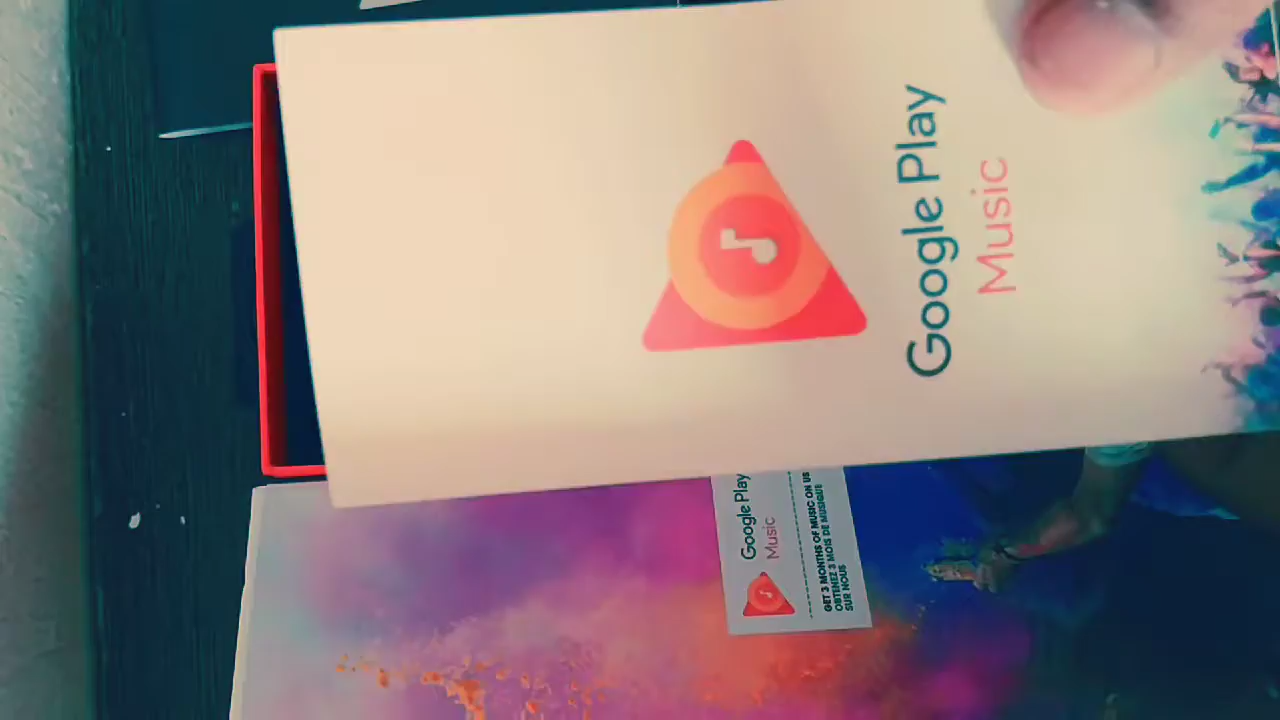 Google Play
Music
Google Play
Music
GET 3 MONTHS OF MUSIC ON US
OBTENEZ 3 MOIS DE MUSIQUE
SUR NOUS